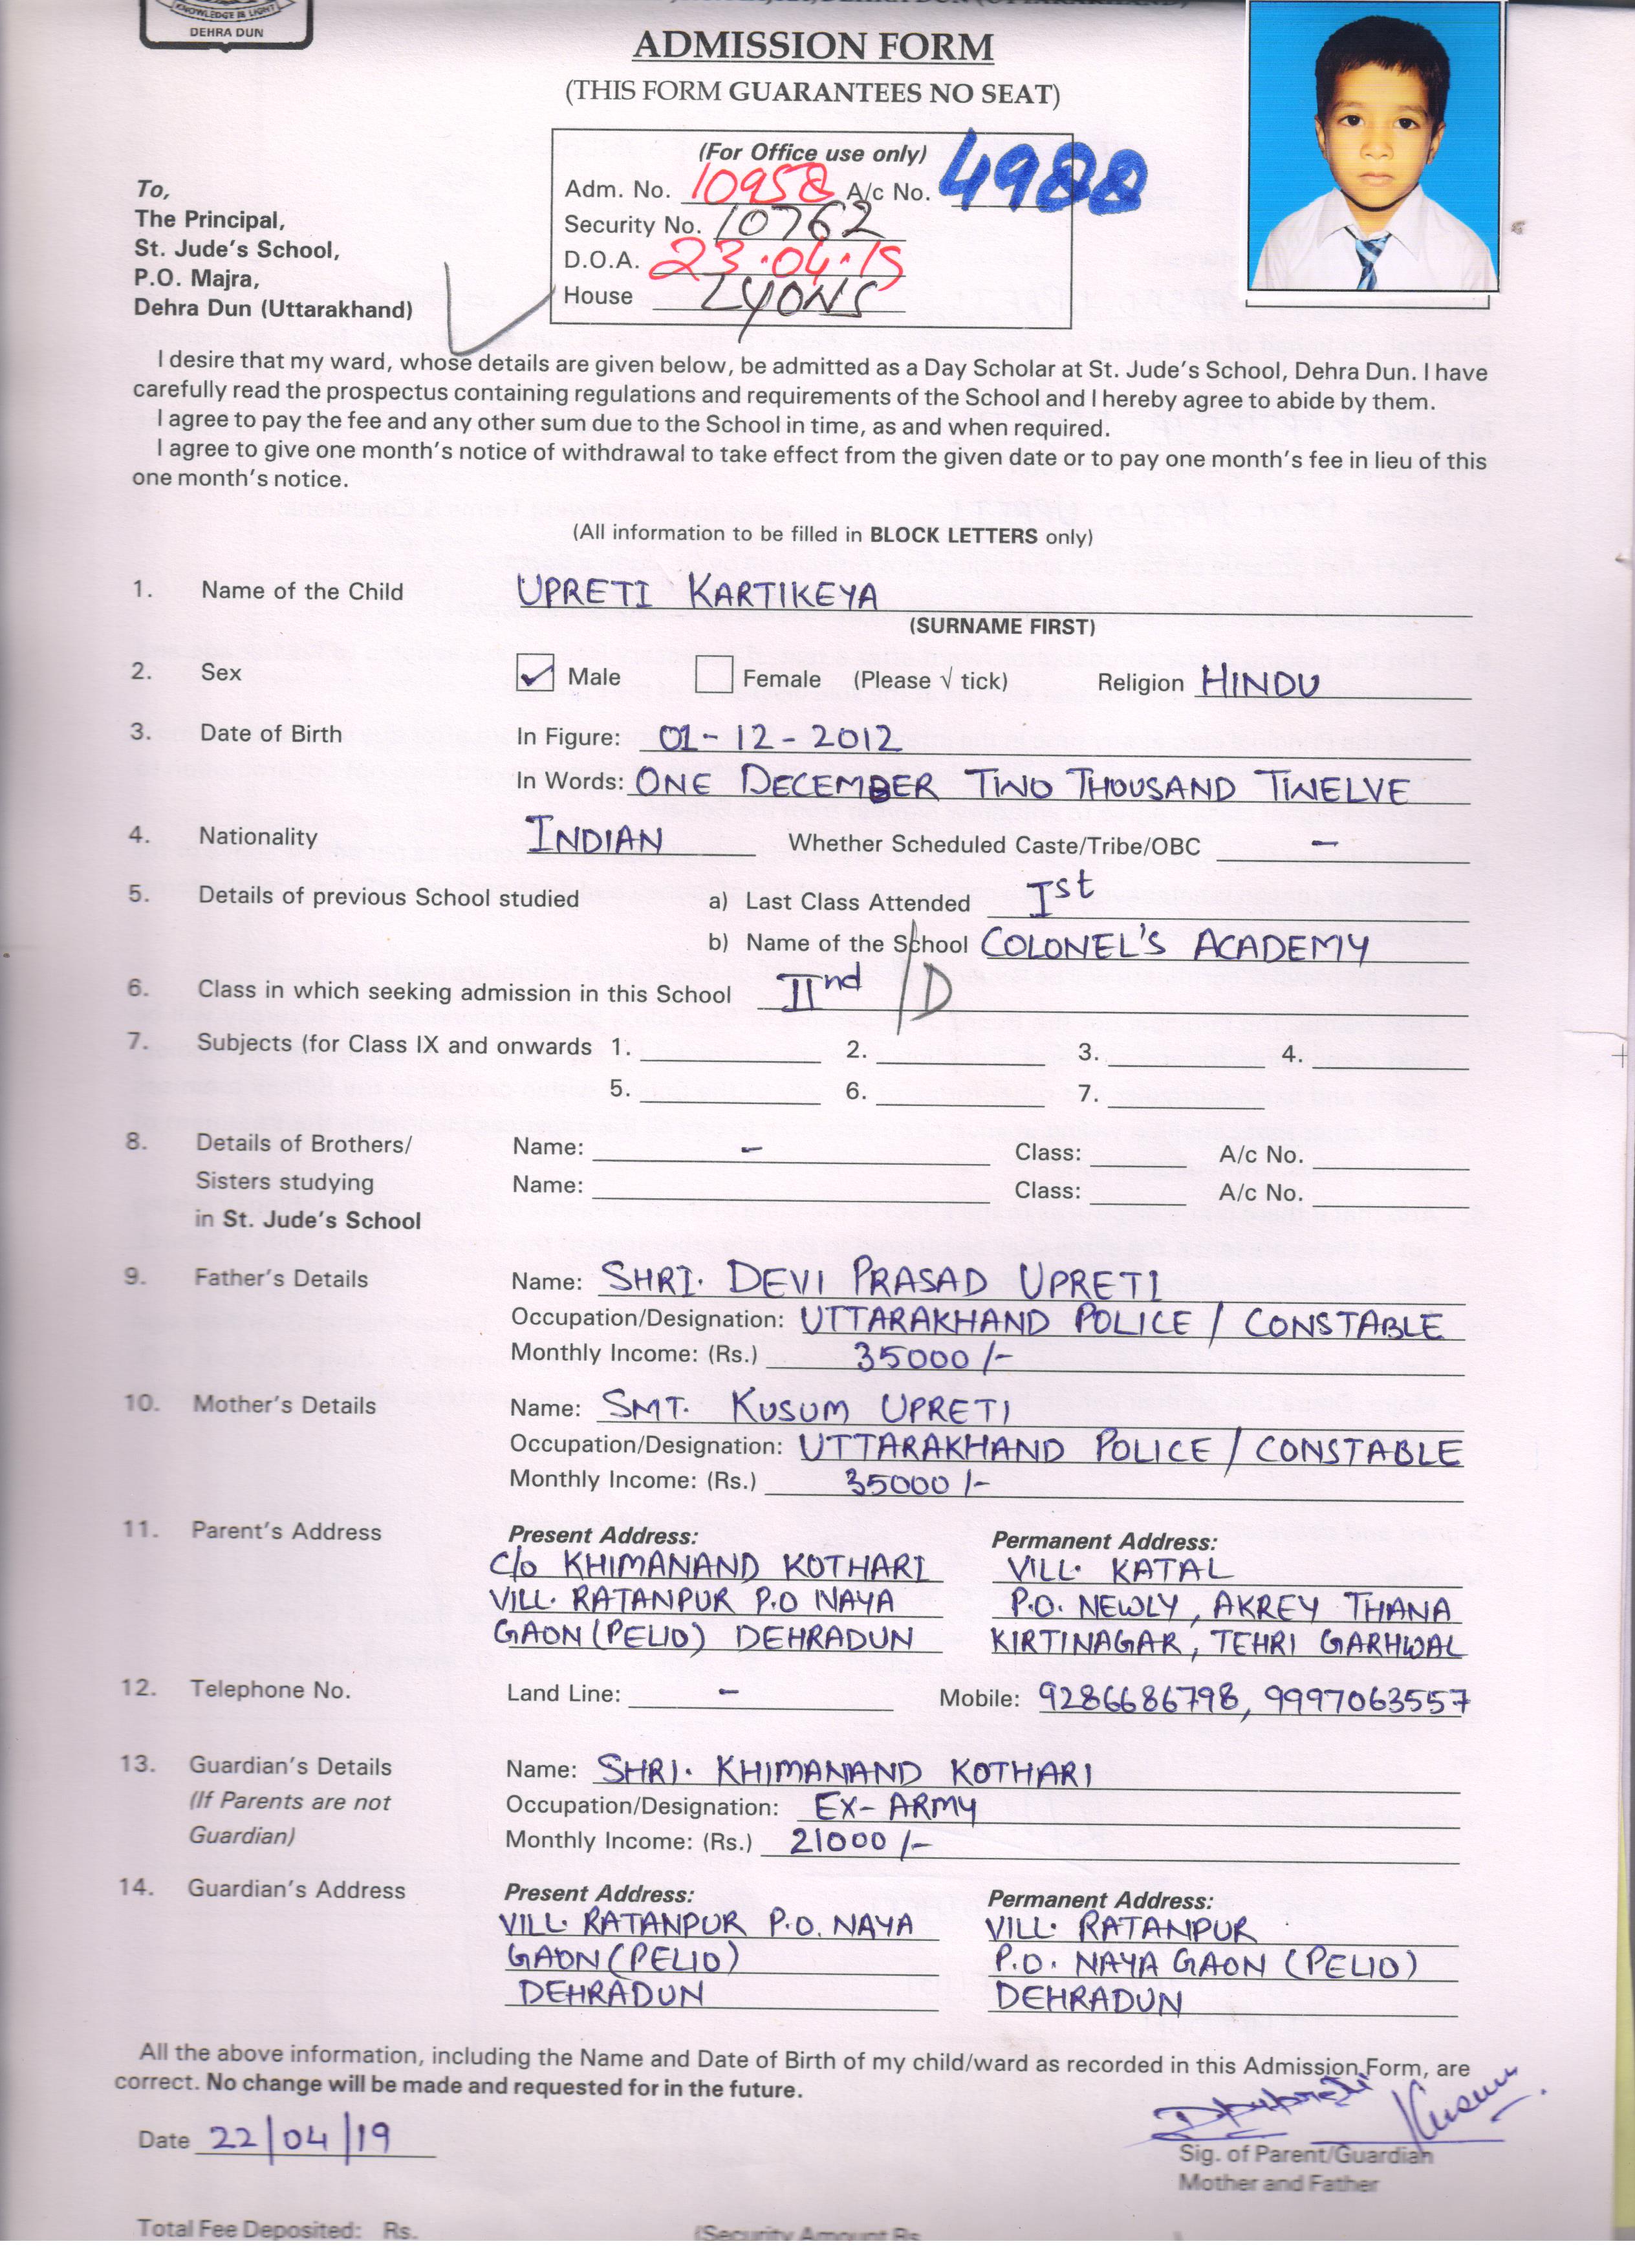 KNOWLEDGE IS LIGHT
DEHRA DUN
ADMISSION FORM
(THIS FORM GUARANTEES NO SEAT)
(For Office use only)
Adm. No. 10958 A/c No. 4988
Security No. 10762
D.O.A. 23.04.19
House LYONS
To,
The Principal,
St. Jude's School,
P.O. Majra,
Dehra Dun (Uttarakhand)
I desire that my ward, whose details are given below, be admitted as a Day Scholar at St. Jude's School, Dehra Dun. I have
carefully read the prospectus containing regulations and requirements of the School and I hereby agree to abide by them.
I agree to pay the fee and any other sum due to the School in time, as and when required.
I agree to give one month's notice of withdrawal to take effect from the given date or to pay one month's fee in lieu of this
one month's notice.
(All information to be filled in BLOCK LETTERS only)
1. Name of the Child UPRETI KARTIKEYA
(SURNAME FIRST)
2. Sex Male Female (Please √ tick) Religion HINDU
3. Date of Birth In Figure: 01-12-2012
In Words: ONE DECEMBER TWO THOUSAND TWELVE
4. Nationality INDIAN Whether Scheduled Caste/Tribe/OBC -
5. Details of previous School studied a) Last Class Attended Ist
b) Name of the School COLONEL'S ACADEMY
6. Class in which seeking admission in this School IInd /D
7. Subjects (for Class IX and onwards 1. 2. 3. 4.
5. 6. 7.
8. Details of Brothers/ Name: - Class: A/c No.
Sisters studying Name: Class: A/c No.
in St. Jude's School
9. Father's Details Name: SHRI. DEVI PRASAD UPRETI
Occupation/Designation: UTTARAKHAND POLICE / CONSTABLE
Monthly Income: (Rs.) 35000/-
10. Mother's Details Name: SMT. KUSUM UPRETI
Occupation/Designation: UTTARAKHAND POLICE / CONSTABLE
Monthly Income: (Rs.) 35000/-
11. Parent's Address Present Address: Permanent Address:
C/o KHIMANAND KOTHARI VILL. KATAL
VILL. RATANPUR P.O NAYA P.O. NEWLY, AKREY THANA
GAON (PELIO) DEHRADUN KIRTINAGAR, TEHRI GARHWAL
12. Telephone No. Land Line: - Mobile: 9286686798, 9997063557
13. Guardian's Details Name: SHRI. KHIMANAND KOTHARI
(If Parents are not Occupation/Designation: EX-ARMY
Guardian) Monthly Income: (Rs.) 21000/-
14. Guardian's Address Present Address: Permanent Address:
VILL. RATANPUR P.O. NAYA VILL. RATANPUR
GAON (PELIO) P.O. NAYA GAON (PELIO)
DEHRADUN DEHRADUN
All the above information, including the Name and Date of Birth of my child/ward as recorded in this Admission Form, are
correct. No change will be made and requested for in the future.
Kusum
Date 22/04/19
Sig. of Parent/Guardian
Mother and Father
Total Fee Deposited: Rs. (Security Amount Rs